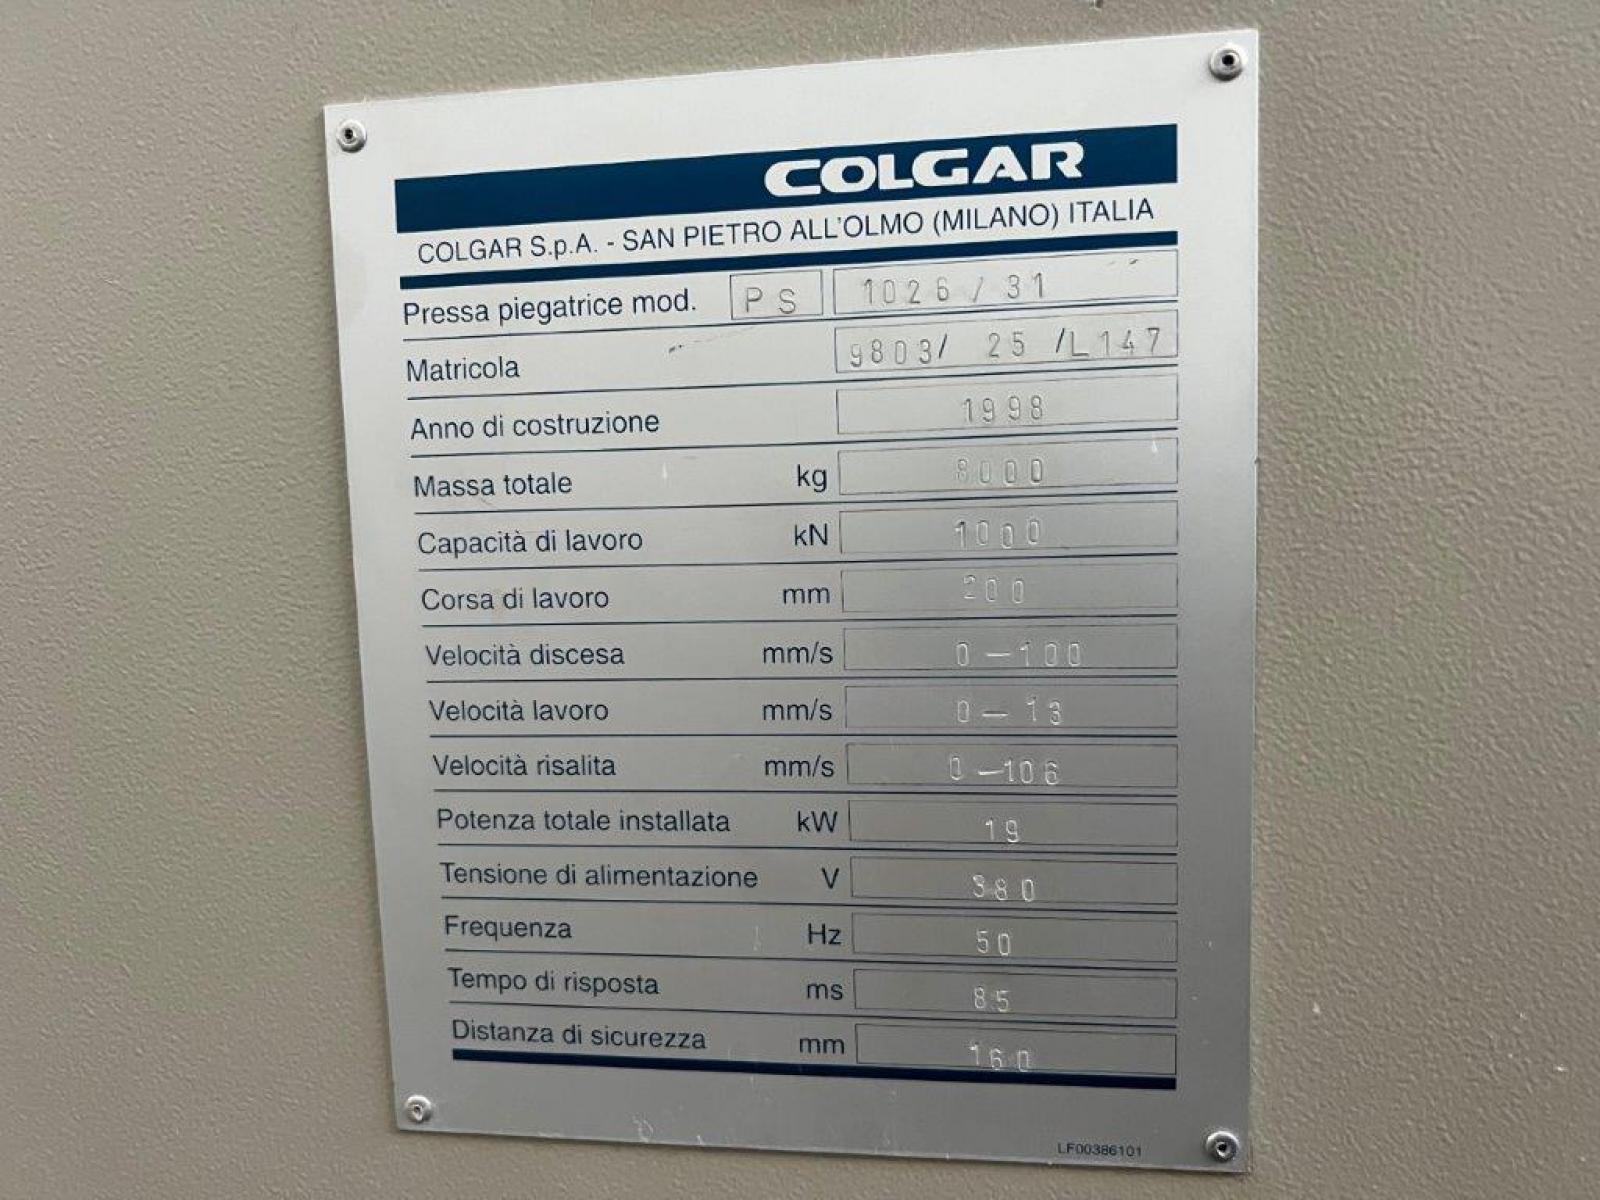 COLGAR
COLGAR S.p.A. - SAN PIETRO ALL'OLMO (MILANO) ITALIA
Pressa piegatrice mod. PS 1026/31
Matricola 9803/ 25 /L147
Anno di costruzione 1998
Massa totale kg 8000
Capacità di lavoro kN 1000
Corsa di lavoro mm 200
Velocità discesa mm/s 0-100
Velocità lavoro mm/s 0-13
Velocità risalita mm/s 0-106
Potenza totale installata kW 19
Tensione di alimentazione V 380
Frequenza Hz 50
Tempo di risposta ms 85
Distanza di sicurezza mm 160
LF00386101